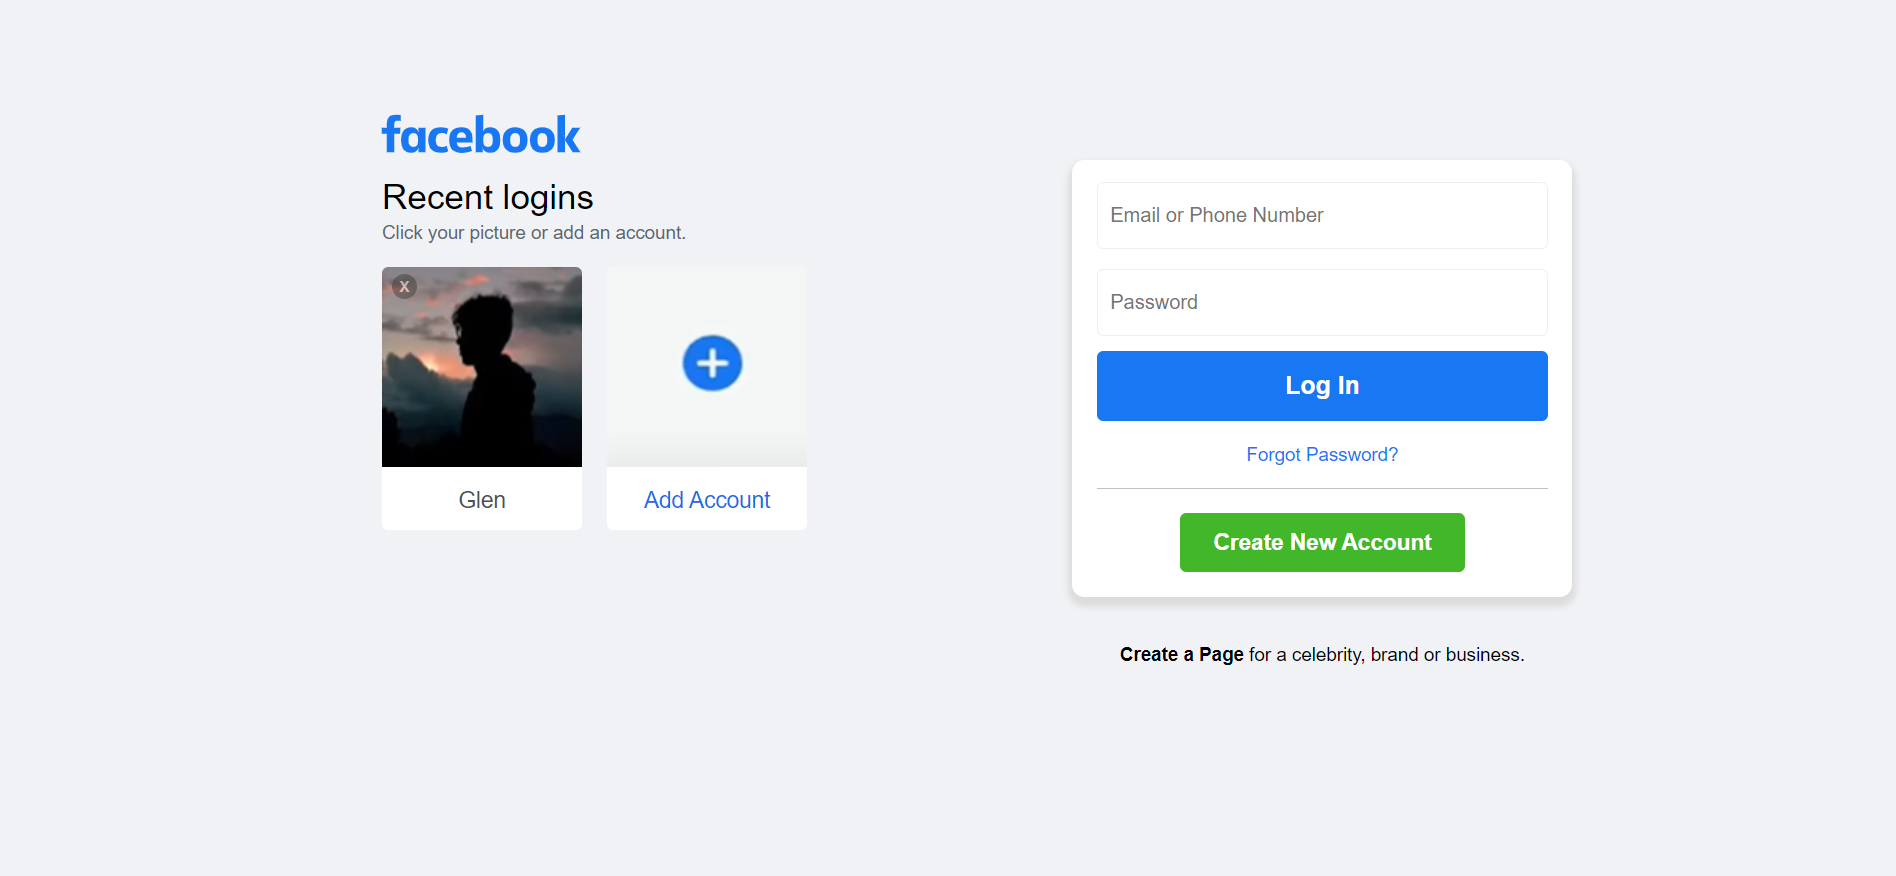 facebook
Recent logins
Click your picture or add an account.
X
Glen
Add Account
Email or Phone Number
Password
Log In
Forgot Password?
Create New Account
Create a Page for a celebrity, brand or business.